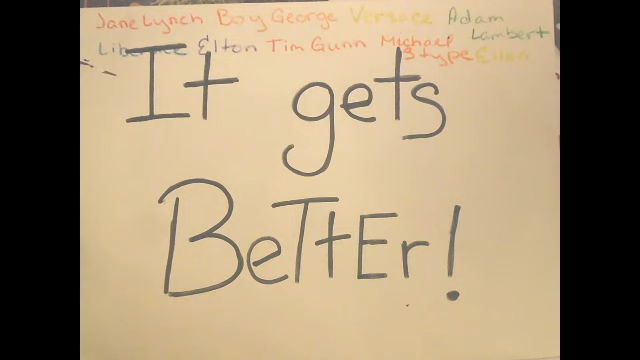 Jane Lynch Boy George Versace Adam Lambert
Liberace Elton Tim Gunn Michael Stype Ellen
It gets
BeTtEr!